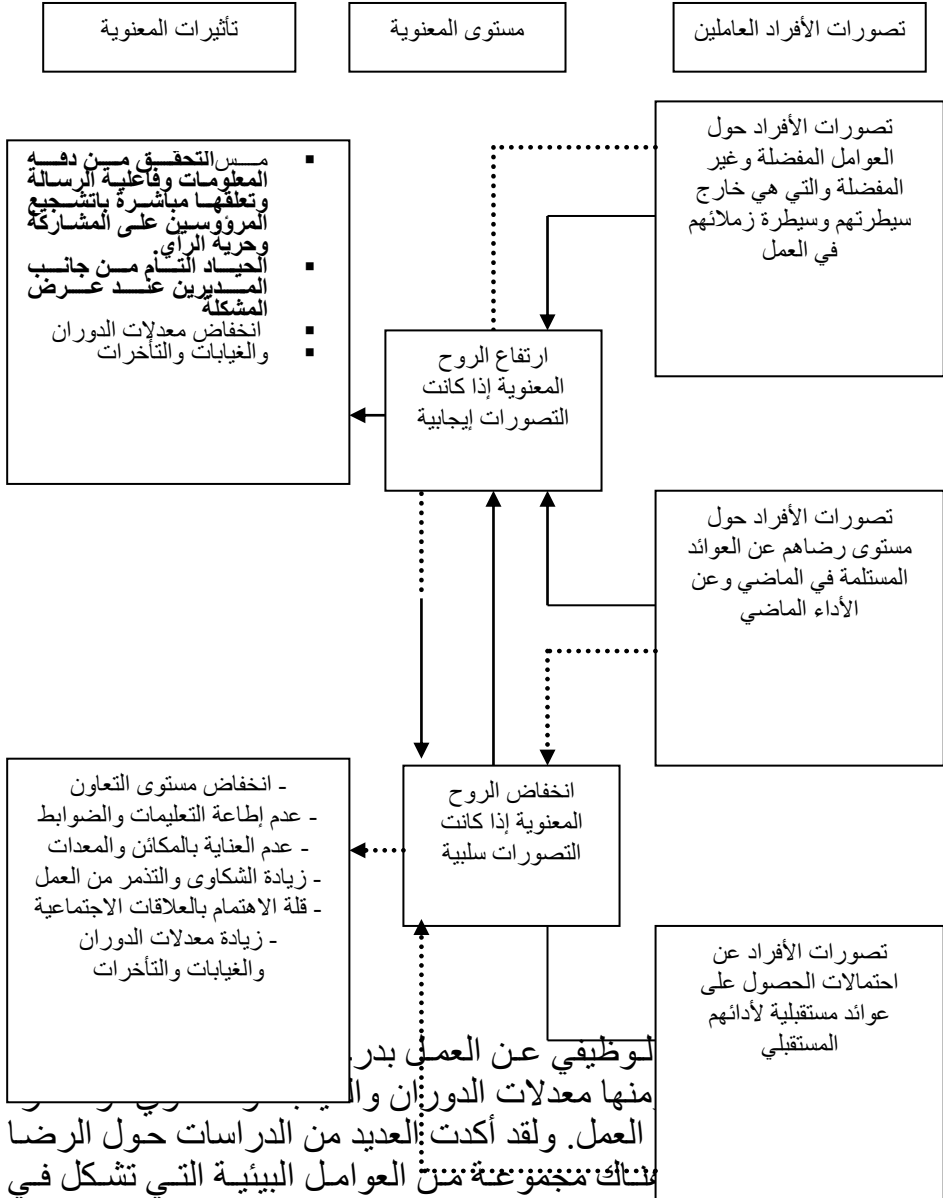 تصورات الأفراد العاملين
مستوى المعنوية
تأثيرات المعنوية
تصورات الأفراد حول
العوامل المفضلة وغير
المفضلة والتي هي خارج
سيطرتهم وسيطرة زملائهم
في العمل
ارتفاع الروح
المعنوية إذا كانت
التصورات إيجابية
▪ مس التحقق من دقه
المعلومات وفاعلية الرسالة
وتعلقها مباشرة باتشجيع
المرؤوسين على المشاركة
وحرية الرأي.
▪ الحياد التام من جانب
المديرين عند عرض
المشكلة
▪ انخفاض معدلات الدوران
▪ والغيابات والتأخرات
تصورات الأفراد حول
مستوى رضاهم عن العوائد
المستلمة في الماضي وعن
الأداء الماضي
انخفاض الروح
المعنوية إذا كانت
التصورات سلبية
- انخفاض مستوى التعاون
- عدم إطاعة التعليمات والضوابط
- عدم العناية بالمكائن والمعدات
- زيادة الشكاوى والتذمر من العمل
- قلة الاهتمام بالعلاقات الاجتماعية
- زيادة معدلات الدوران
والغيابات والتأخرات
تصورات الأفراد عن
احتمالات الحصول على
عوائد مستقبلية لأدائهم
المستقبلي
لوظيفي عن العمل
منها معدلات الدوران
العمل. ولقد أكدت العديد من الدراسات حول الرضا
هناك مجموعة من العوامل البيئية التي تشكل في